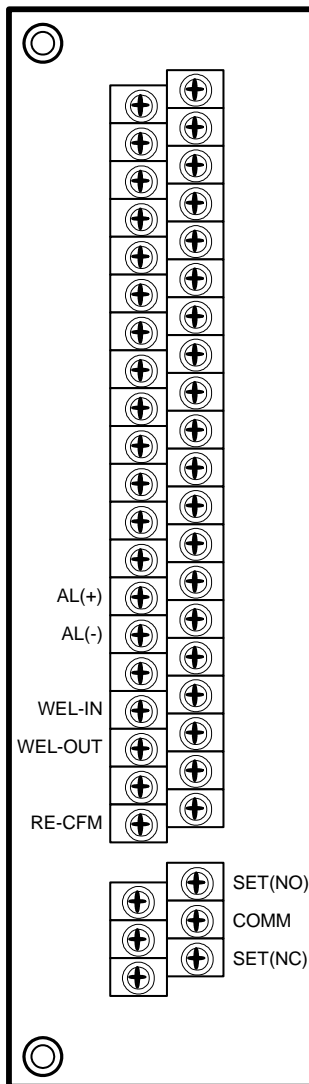 AL(+)
AL(-)
WEL-IN
WEL-OUT
RE-CFM
SET(NO)
COMM
SET(NC)